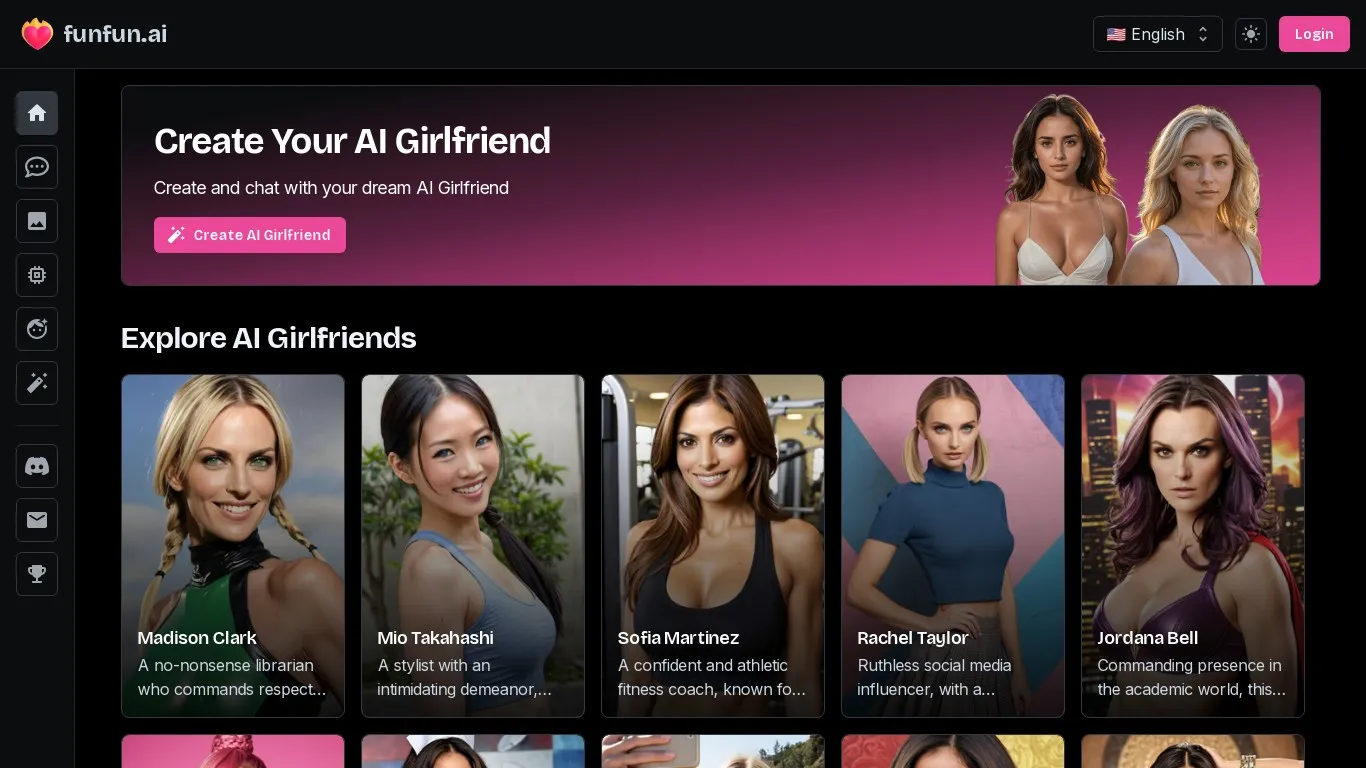 funfun.ai
English
Login
Create Your AI Girlfriend
Create and chat with your dream AI Girlfriend
Create AI Girlfriend
Explore AI Girlfriends
Madison Clark
A no-nonsense librarian
who commands respect...
Mio Takahashi
A stylist with an
intimidating demeanor,...
Sofia Martinez
A confident and athletic
fitness coach, known fo...
Rachel Taylor
Ruthless social media
influencer, with a...
Jordana Bell
Commanding presence in
the academic world, this...